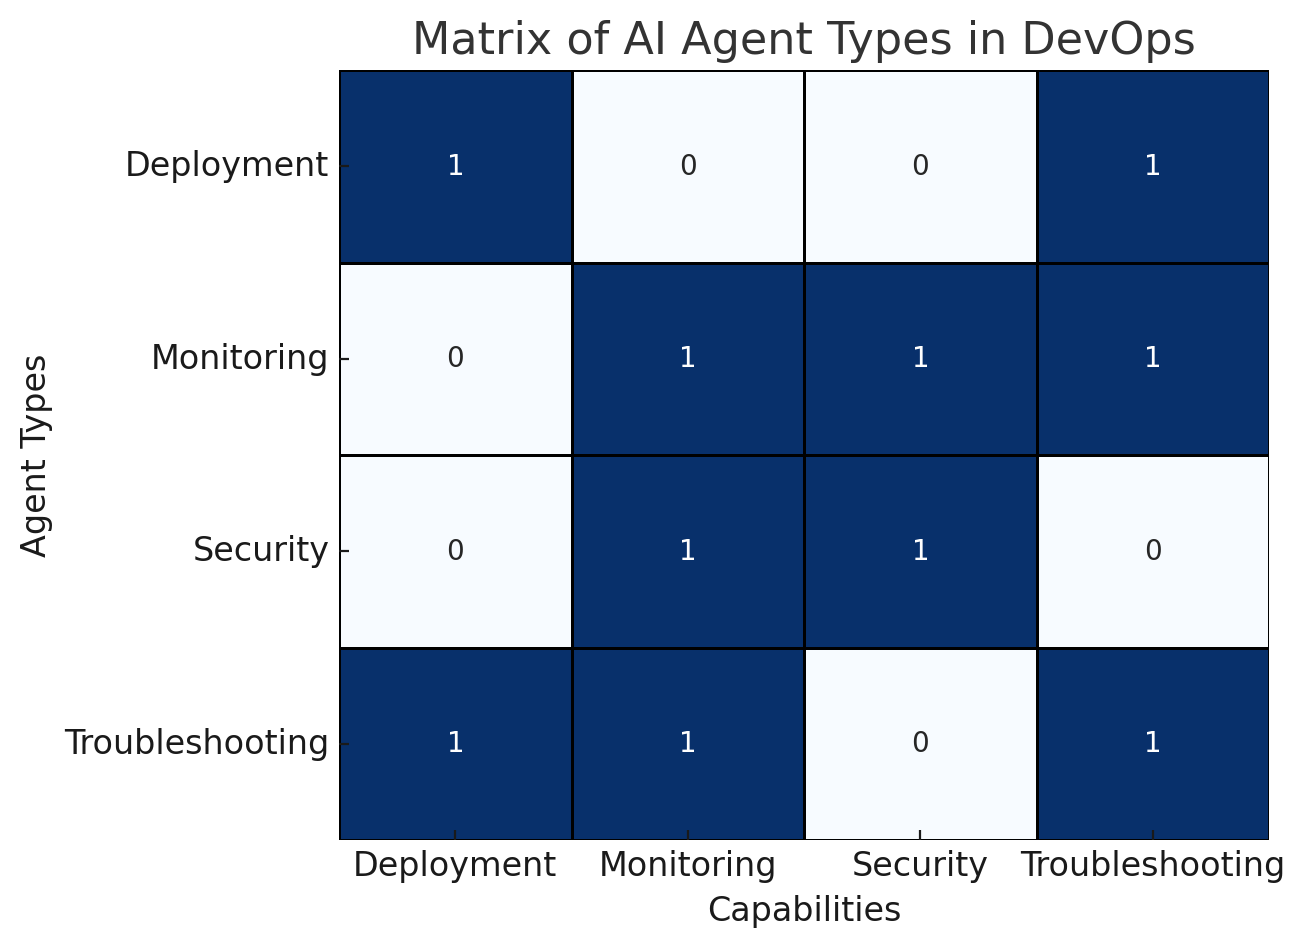 Matrix of AI Agent Types in DevOps
Deployment 1 0 0 1
Monitoring 0 1 1 1
Security 0 1 1 0
Troubleshooting 1 1 0 1
Agent Types
Deployment Monitoring Security Troubleshooting
Capabilities